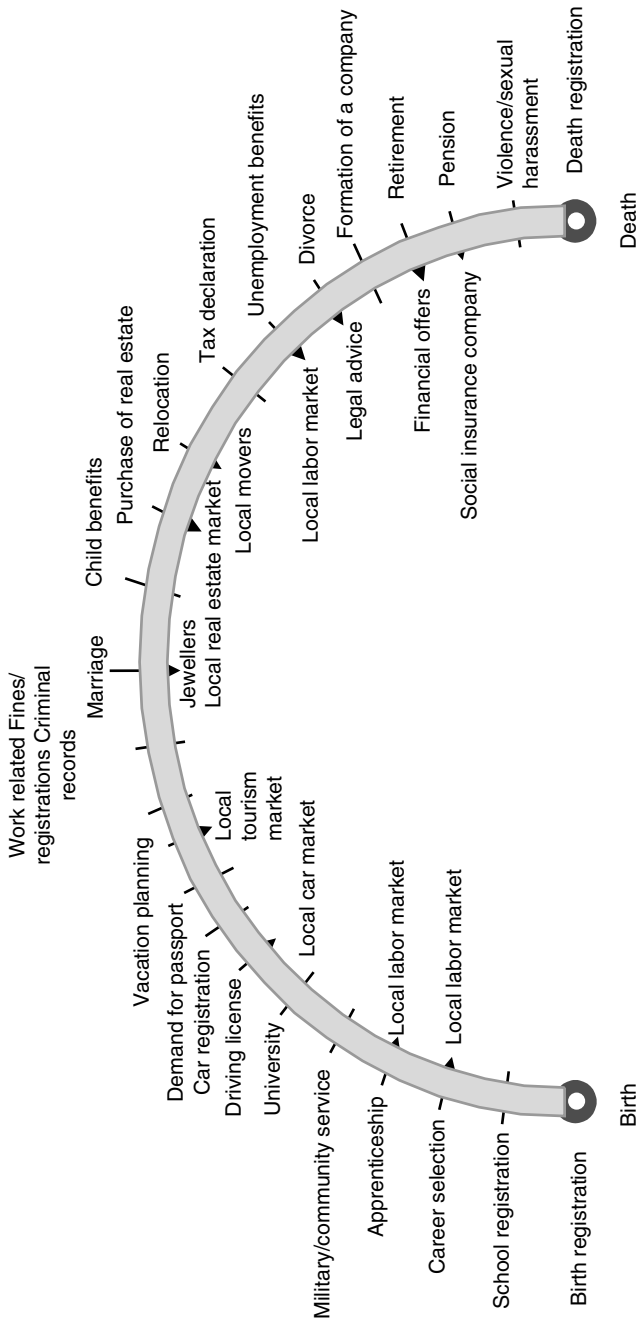 Birth
Birth registration
School registration
Career selection
Apprenticeship
Military/community service
University
Driving license
Car registration
Demand for passport
Vacation planning
Work related Fines/
registrations Criminal
records
Marriage
Child benefits
Purchase of real estate
Relocation
Tax declaration
Unemployment benefits
Divorce
Formation of a company
Retirement
Pension
Violence/sexual
harassment
Death registration
Death
Local labor market
Local labor market
Local car market
Local
tourism
market
Jewellers
Local real estate market
Local movers
Local labor market
Legal advice
Financial offers
Social insurance company